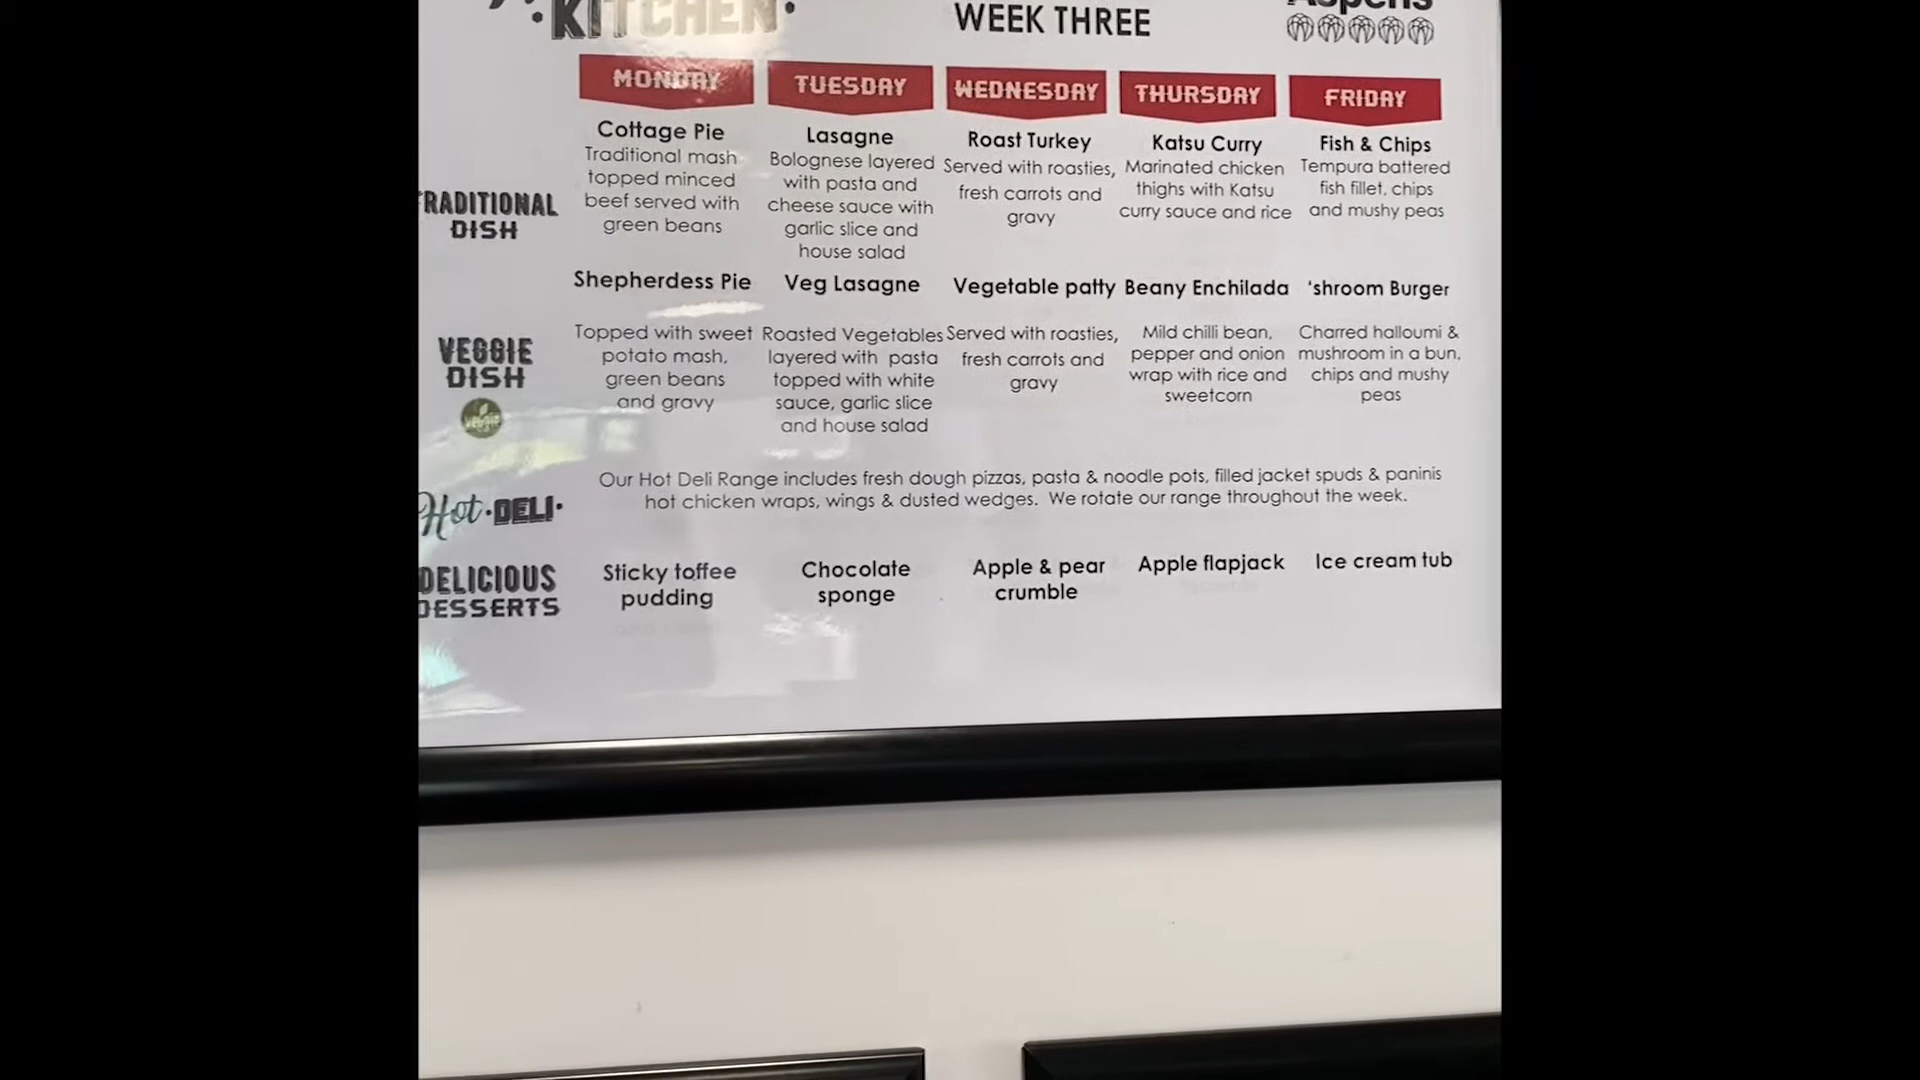 KITCHEN
WEEK THREE
Aspens
MONDAY TUESDAY WEDNESDAY THURSDAY FRIDAY
TRADITIONAL
DISH
Cottage Pie
Traditional mash
topped minced
beef served with
green beans
Lasagne
Bolognese layered
with pasta and
cheese sauce with
garlic slice and
house salad
Roast Turkey
Served with roasties,
fresh carrots and
gravy
Katsu Curry
Marinated chicken
thighs with Katsu
curry sauce and rice
Fish & Chips
Tempura battered
fish fillet, chips
and mushy peas
VEGGIE
DISH
VEGGIE
Shepherdess Pie
Topped with sweet
potato mash,
green beans
and gravy
Veg Lasagne
Roasted Vegetables
layered with pasta
topped with white
sauce, garlic slice
and house salad
Vegetable patty
Served with roasties,
fresh carrots and
gravy
Beany Enchilada
Mild chilli bean,
pepper and onion
wrap with rice and
sweetcorn
'shroom Burger
Charred halloumi &
mushroom in a bun,
chips and mushy
peas
Hot •DELI•
Our Hot Deli Range includes fresh dough pizzas, pasta & noodle pots, filled jacket spuds & paninis
hot chicken wraps, wings & dusted wedges. We rotate our range throughout the week.
DELICIOUS
DESSERTS
Sticky toffee
pudding
Chocolate
sponge
Apple & pear
crumble
Apple flapjack
Ice cream tub